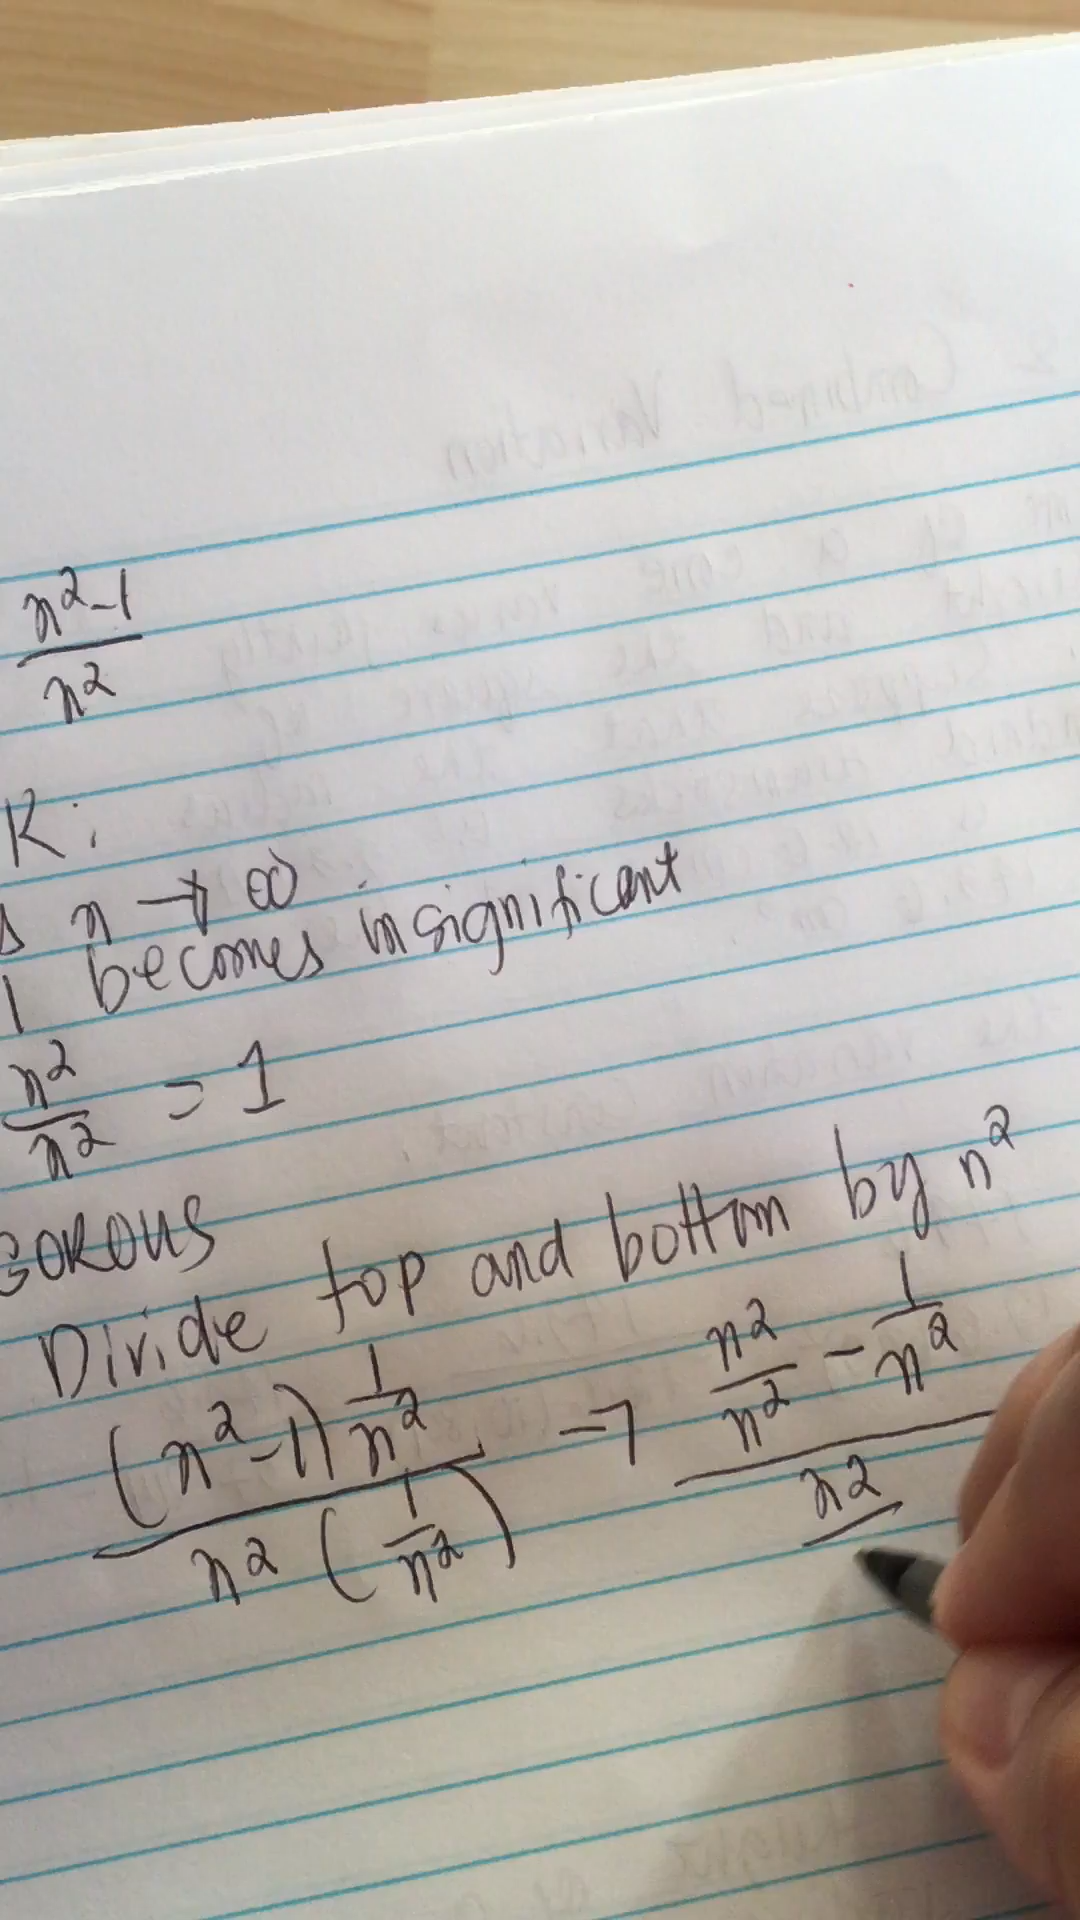 n²-1
n²
K:
n → ∞
1 becomes insignificant
n²
n² = 1
GOROUS
Divide top and bottom by n²
(n²-1) 1/n² → n²/n² - 1/n²
n² (1/n²) n²